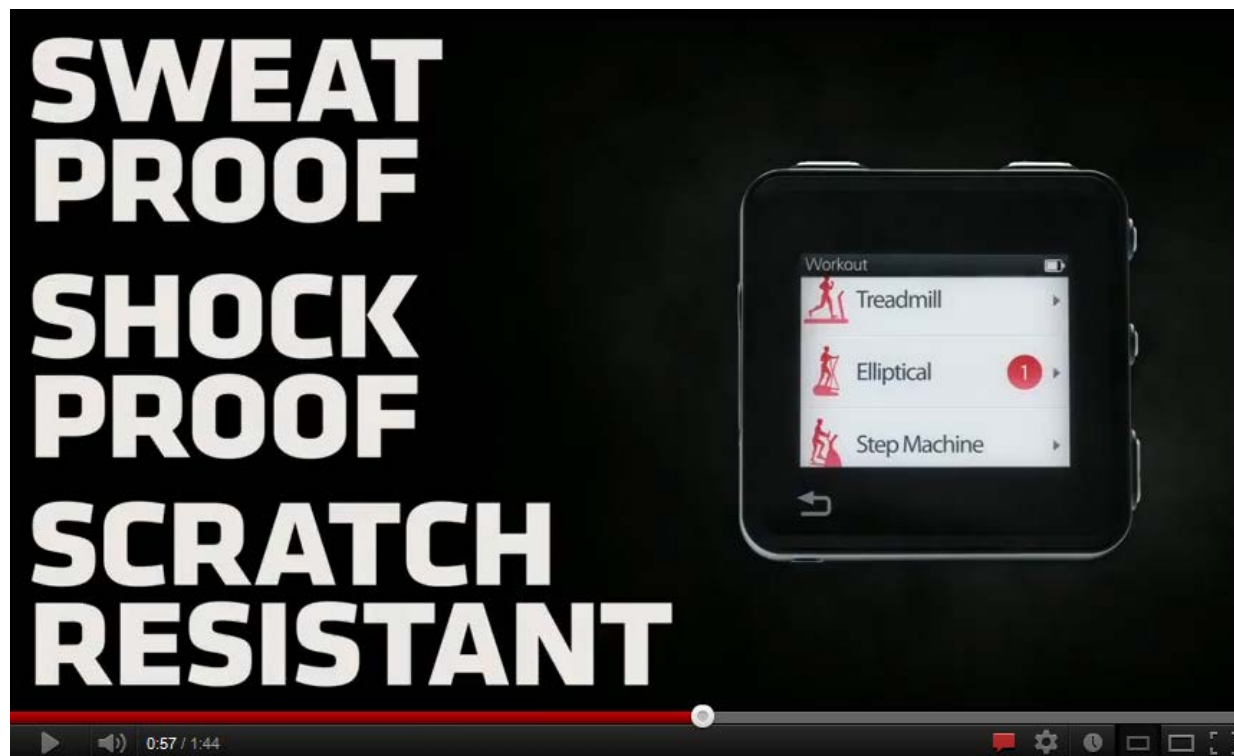 SWEAT
PROOF
SHOCK
PROOF
SCRATCH
RESISTANT
Workout
Treadmill
Elliptical
1
Step Machine
0:57 / 1:44